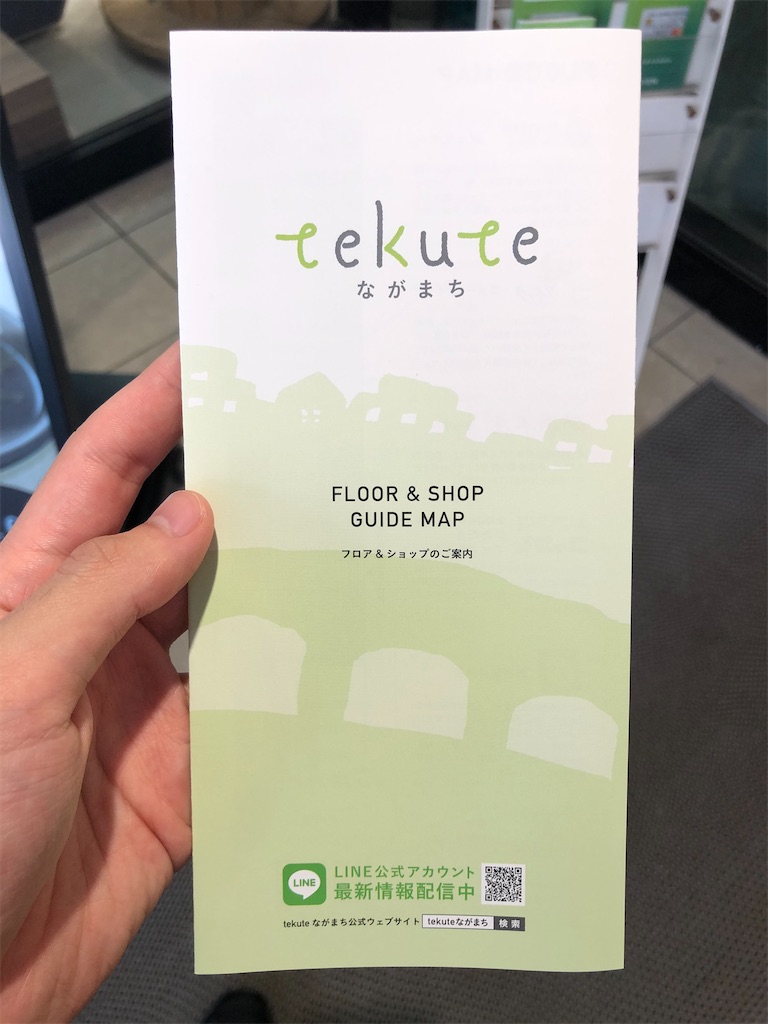 tekute
ながまち
FLOOR & SHOP
GUIDE MAP
フロア&ショップのご案内
LINE
LINE公式アカウント
最新情報配信中
tekute ながまち公式ウェブサイト tekuteながまち 検索